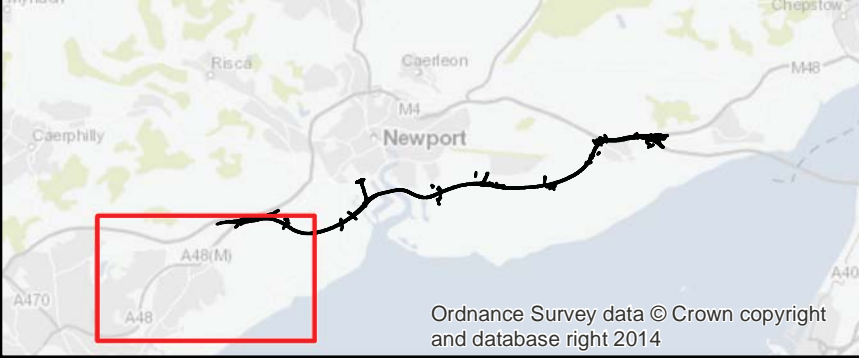 Chepstow
Risca
Caerleon
M48
M4
Caerphilly
Newport
A48(M)
A470
A48
Ordnance Survey data © Crown copyright
and database right 2014